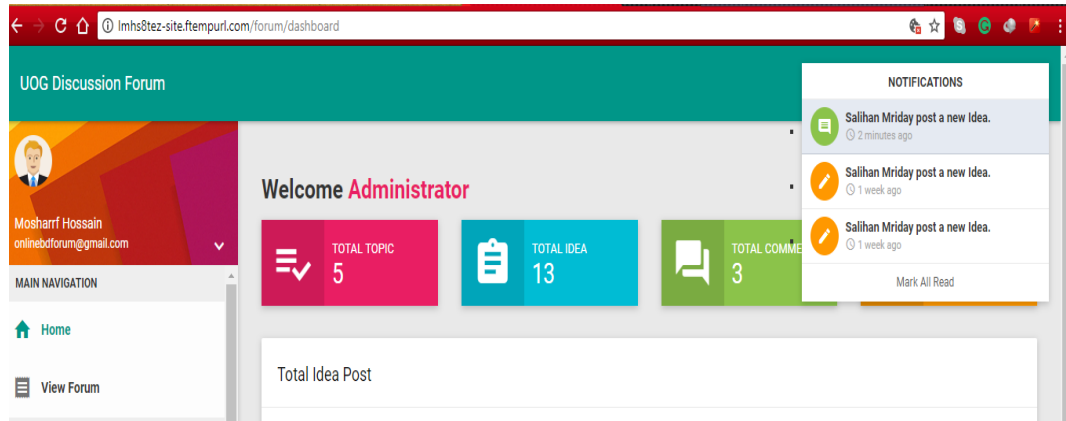 lmhs8tez-site.ftempurl.com/forum/dashboard
UOG Discussion Forum
NOTIFICATIONS
Salihan Mriday post a new Idea.
2 minutes ago
Salihan Mriday post a new Idea.
1 week ago
Salihan Mriday post a new Idea.
1 week ago
Mark All Read
Mosharrf Hossain
onlinebdforum@gmail.com
MAIN NAVIGATION
Home
View Forum
Welcome Administrator
TOTAL TOPIC
5
TOTAL IDEA
13
TOTAL COMME
3
Total Idea Post